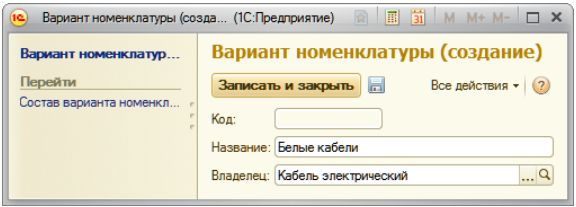 Вариант номенклатуры (созда... (1С:Предприятие)
M M+ M-
Вариант номенклатур...
Перейти
Состав варианта номенкл...
Вариант номенклатуры (создание)
Записать и закрыть
Все действия
Код:
Название: Белые кабели
Владелец: Кабель электрический ...